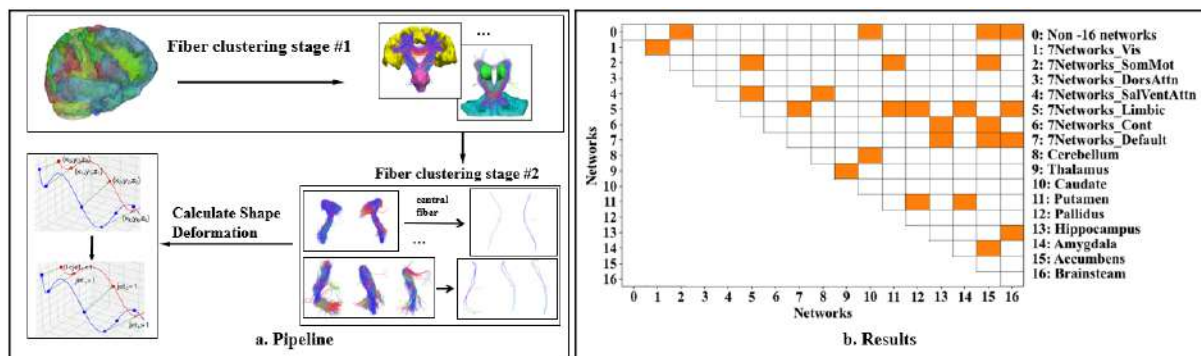 Fiber clustering stage #1
...
Fiber clustering stage #2
central
fiber
...
Calculate Shape
Deformation
a. Pipeline
Networks
0
1
2
3
4
5
6
7
8
9
10
11
12
13
14
15
16
0 1 2 3 4 5 6 7 8 9 10 11 12 13 14 15 16
Networks
0: Non -16 networks
1: 7Networks_Vis
2: 7Networks_SomMot
3: 7Networks_DorsAttn
4: 7Networks_SalVentAttn
5: 7Networks_Limbic
6: 7Networks_Cont
7: 7Networks_Default
8: Cerebellum
9: Thalamus
10: Caudate
11: Putamen
12: Pallidus
13: Hippocampus
14: Amygdala
15: Accumbens
16: Brainsteam
b. Results